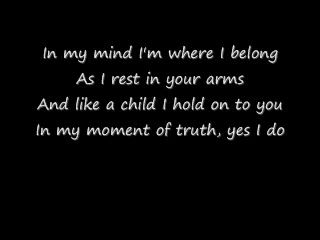 In my mind I'm where I belong
As I rest in your arms
And like a child I hold on to you
In my moment of truth, yes I do